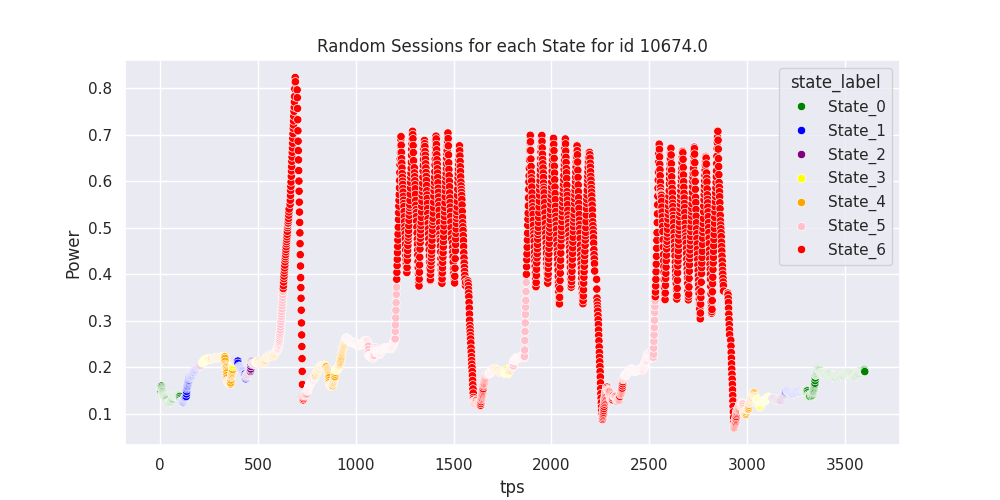 Random Sessions for each State for id 10674.0
Power
0.8
0.7
0.6
0.5
0.4
0.3
0.2
0.1
state_label
State_0
State_1
State_2
State_3
State_4
State_5
State_6
0 500 1000 1500 2000 2500 3000 3500
tps